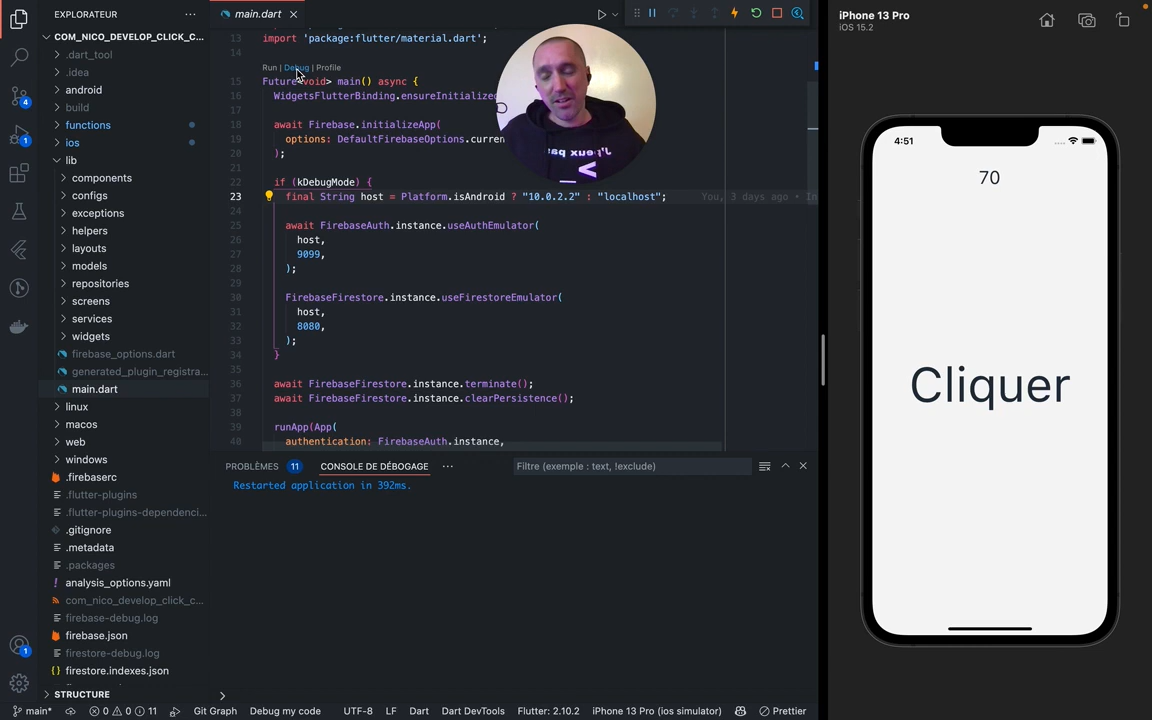 EXPLORATEUR
COM_NICO_DEVELOP_CLICK_C...
.dart_tool
.idea
android
build
functions
ios
lib
components
configs
exceptions
helpers
layouts
models
repositories
screens
services
widgets
firebase_options.dart
generated_plugin_registra...
main.dart
linux
macos
web
windows
.firebaserc
.flutter-plugins
.flutter-plugins-dependenci...
.gitignore
.metadata
.packages
analysis_options.yaml
com_nico_develop_click_c...
firebase-debug.log
firebase.json
firestore-debug.log
firestore.indexes.json
STRUCTURE
4
1
1
main.dart
13 import 'package:flutter/material.dart';
14
Run | Debug | Profile
15 Future<void> main() async {
16 WidgetsFlutterBinding.ensureInitialized
17
18 await Firebase.initializeApp(
19 options: DefaultFirebaseOptions.curren
20 );
21
22 if (kDebugMode) {
23 final String host = Platform.isAndroid ? "10.0.2.2" : "localhost"; You, 3 days ago • In
24
25 await FirebaseAuth.instance.useAuthEmulator(
26 host,
27 9099,
28 );
29
30 FirebaseFirestore.instance.useFirestoreEmulator(
31 host,
32 8080,
33 );
34 }
35
36 await FirebaseFirestore.instance.terminate();
37 await FirebaseFirestore.instance.clearPersistence();
38
39 runApp(App(
40 authentication: FirebaseAuth.instance,
PROBLÈMES 11 CONSOLE DE DÉBOGAGE ··· Filtre (exemple : text, !exclude)
Restarted application in 392ms.
main* 0 0 11 Git Graph Debug my code UTF-8 LF Dart Dart DevTools Flutter: 2.10.2 iPhone 13 Pro (ios simulator) Prettier
iPhone 13 Pro
iOS 15.2
4:51
70
Cliquer